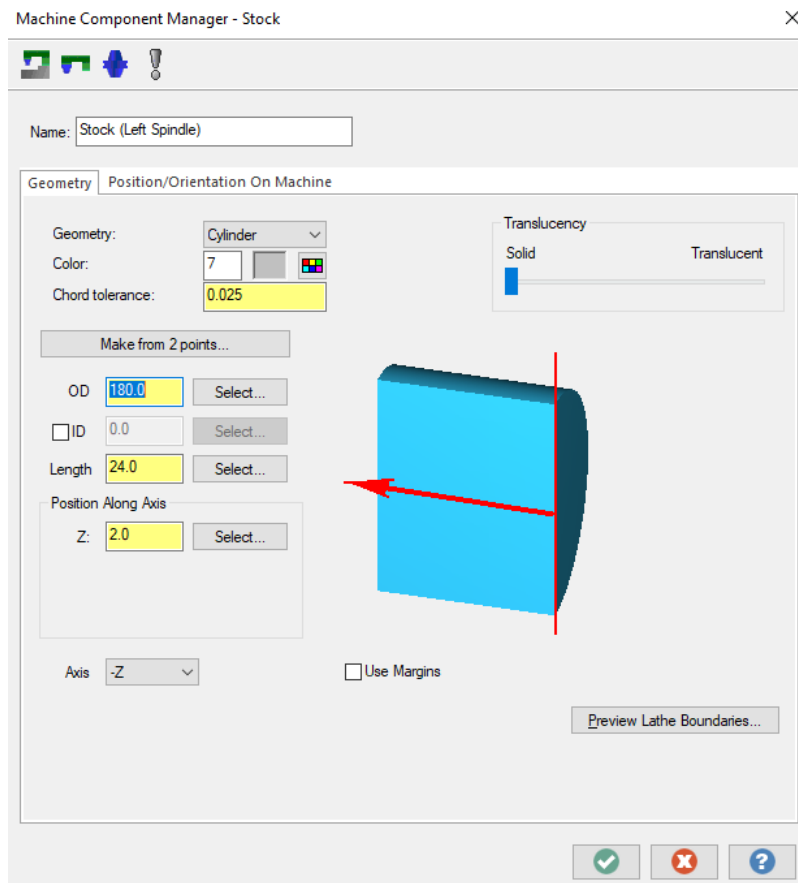 Machine Component Manager - Stock
Name: Stock (Left Spindle)
Geometry Position/Orientation On Machine
Geometry: Cylinder
Color: 7
Chord tolerance: 0.025
Translucency
Solid Translucent
Make from 2 points...
OD 180.0 Select...
ID 0.0 Select...
Length 24.0 Select...
Position Along Axis
Z: 2.0 Select...
Axis -Z
Use Margins
Preview Lathe Boundaries...